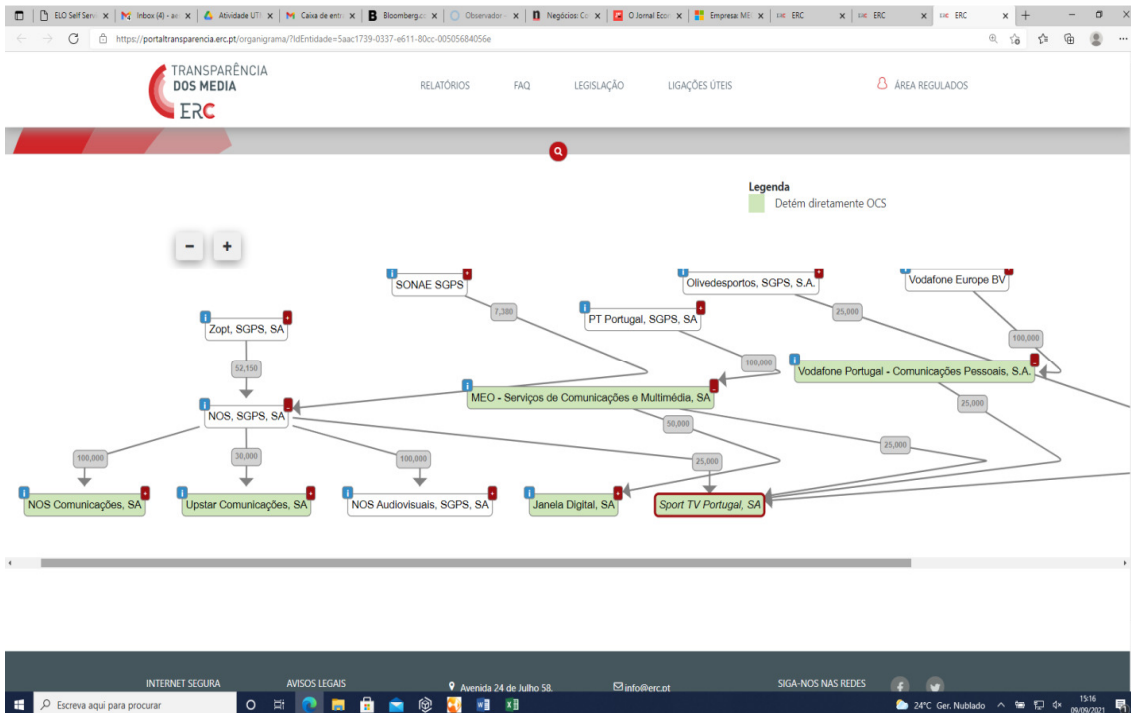 ELO Self Serv
Inbox (4) - ae
Atividade UTI
Caixa de entr
Bloomberg.co
Observador –
Negócios: Co
O Jornal Econ
Empresa: ME
ERC
ERC
ERC
https://portaltransparencia.erc.pt/organigrama/?IdEntidade=5aac1739-0337-e611-80cc-00505684056e
TRANSPARÊNCIA
DOS MEDIA
ERC
RELATÓRIOS
FAQ
LEGISLAÇÃO
LIGAÇÕES ÚTEIS
ÁREA REGULADOS
Legenda
Detém diretamente OCS
- +
SONAE SGPS
Olivedesportos, SGPS, S.A.
Vodafone Europe BV
7,380
25,000
Zopt, SGPS, SA
PT Portugal, SGPS, SA
100,000
52,150
100,000
Vodafone Portugal - Comunicações Pessoais, S.A.
MEO - Serviços de Comunicações e Multimédia, SA
25,000
NOS, SGPS, SA
50,000
25,000
100,000
30,000
100,000
25,000
NOS Comunicações, SA
Upstar Comunicações, SA
NOS Audiovisuais, SGPS, SA
Janela Digital, SA
Sport TV Portugal, SA
INTERNET SEGURA
AVISOS LEGAIS
Avenida 24 de Julho 58,
info@erc.pt
SIGA-NOS NAS REDES
Escreva aqui para procurar
24°C Ger. Nublado
15:16
09/09/2021